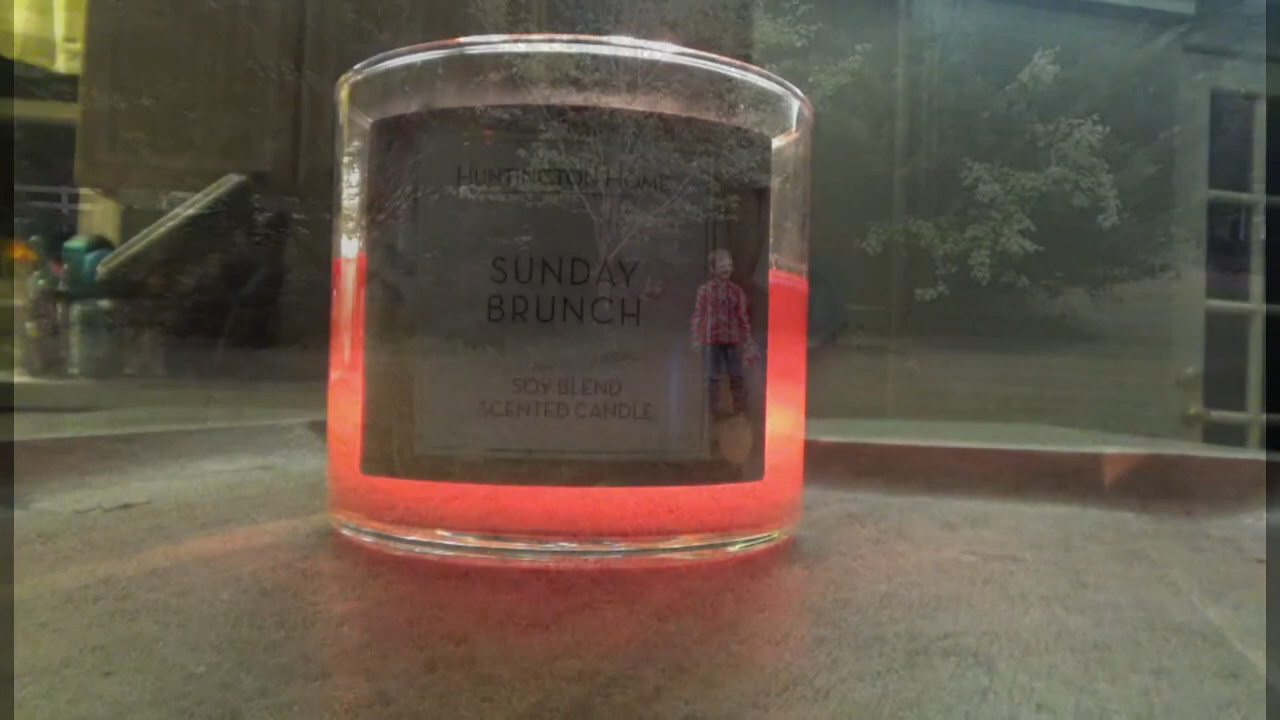 HUNTINGTON HOME
SUNDAY
BRUNCH
SOY BLEND
SCENTED CANDLE